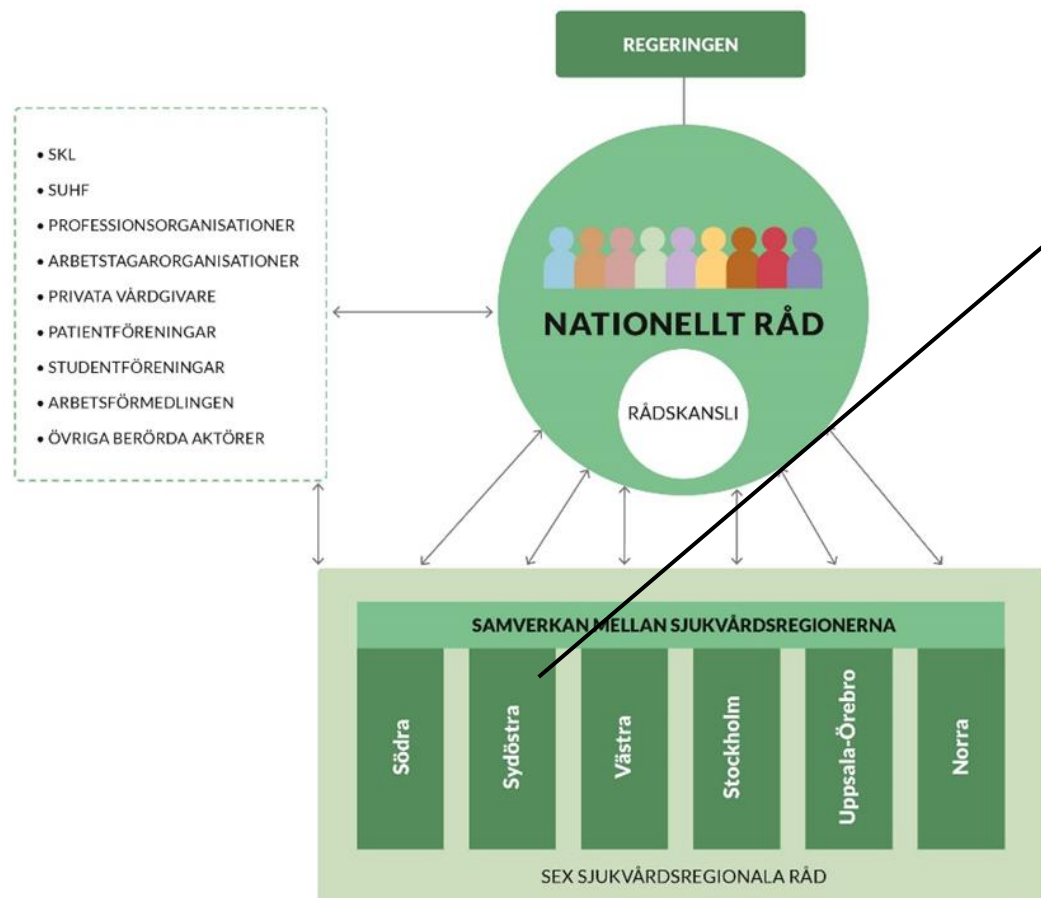 REGERINGEN
• SKL
• SUHF
• PROFESSIONSORGANISATIONER
• ARBETSTAGARORGANISATIONER
• PRIVATA VÅRDGIVARE
• PATIENTFÖRENINGAR
• STUDENTFÖRENINGAR
• ARBETSFÖRMEDLINGEN
• ÖVRIGA BERÖRDA AKTÖRER
NATIONELLT RÅD
RÅDSKANSLI
SAMVERKAN MELLAN SJUKVÅRDSREGIONERNA
Södra
Sydöstra
Västra
Stockholm
Uppsala-Örebro
Norra
SEX SJUKVÅRDSREGIONALA RÅD